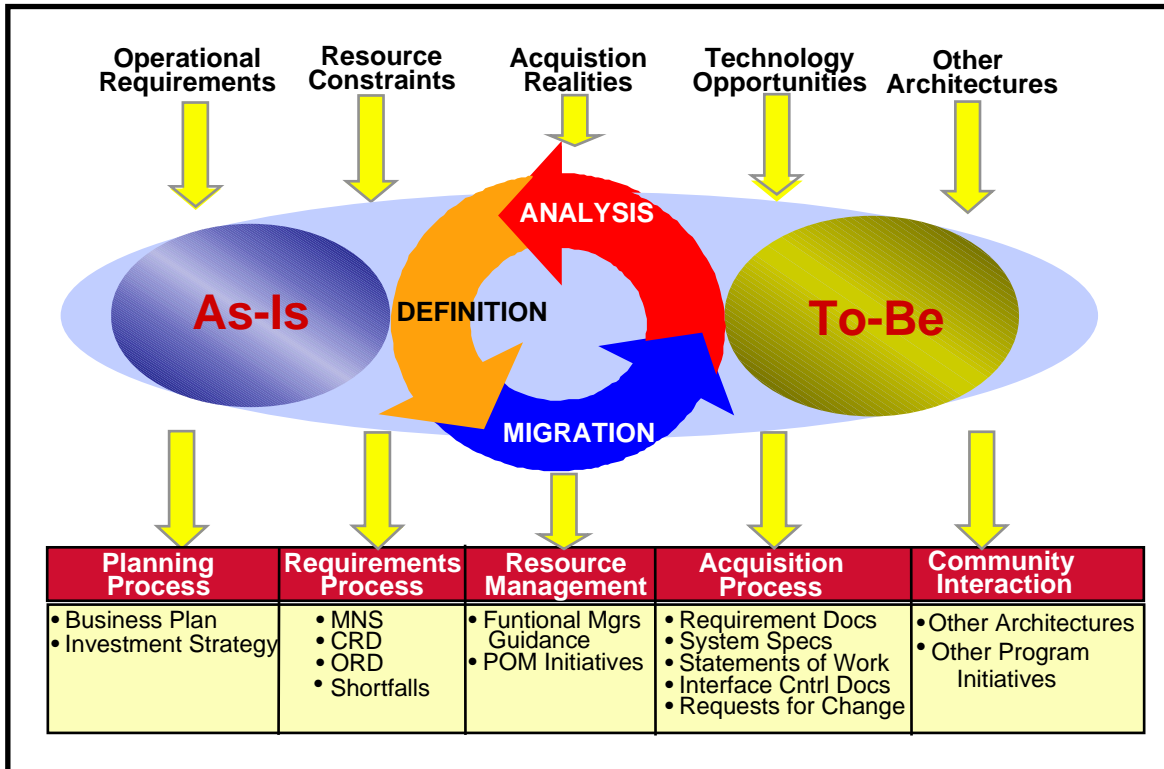 Operational
Requirements
Resource
Constraints
Acquistion
Realities
Technology
Opportunities
Other
Architectures
ANALYSIS
As-Is
DEFINITION
To-Be
MIGRATION
Planning
Process
• Business Plan
• Investment Strategy
Requirements
Process
• MNS
• CRD
• ORD
• Shortfalls
Resource
Management
• Funtional Mgrs
Guidance
• POM Initiatives
Acquisition
Process
• Requirement Docs
• System Specs
• Statements of Work
• Interface Cntrl Docs
• Requests for Change
Community
Interaction
• Other Architectures
• Other Program
Initiatives